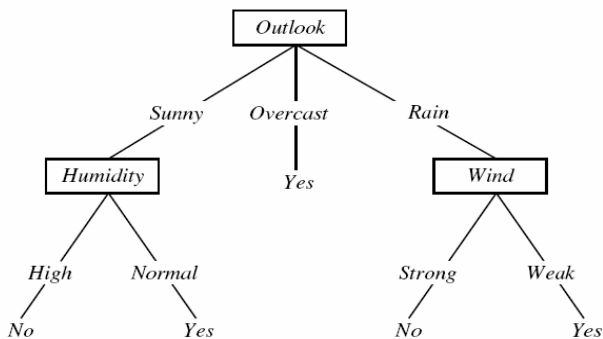 Outlook
Sunny Overcast Rain
Humidity Yes Wind
High Normal Strong Weak
No Yes No Yes